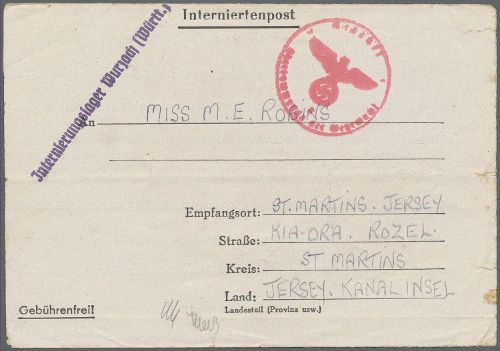 Interniertenpost
Internierungslager Wurzach (Württ.)
An MISS M. E. ROBINS
Empfangsort: ST. MARTINS. JERSEY
Straße: KIA-ORA. ROZEL.
Kreis: ST MARTINS
Land: JERSEY. KANALINSEL
Landesteil (Provinz usw.)
Gebührenfrei!